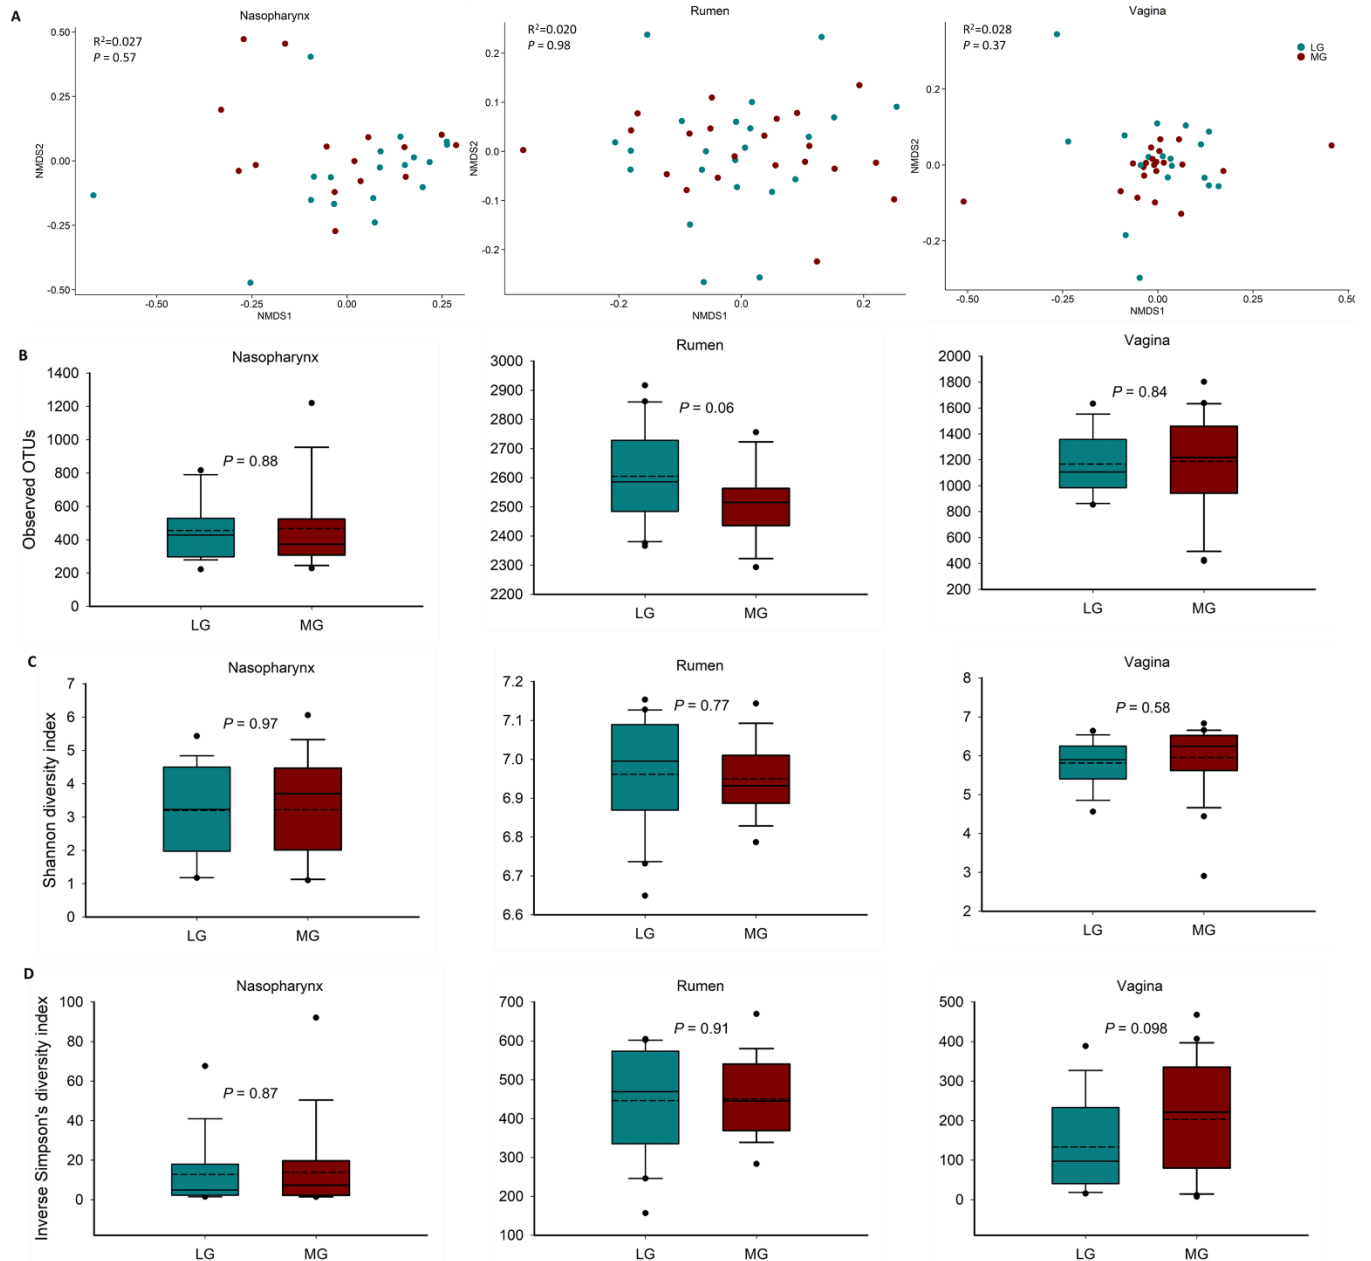 A
Nasopharynx
Rumen
Vagina
R²=0.027
P = 0.57
R²=0.020
P = 0.98
R²=0.028
P = 0.37
LG
MG
0.50
0.25
0.00
-0.25
-0.50
NMDS2
-0.50
-0.25
0.00
0.25
NMDS1
0.2
0.1
0.0
-0.1
-0.2
NMDS2
-0.2
0.0
0.2
NMDS1
0.2
0.0
-0.2
NMDS2
-0.50
-0.25
0.00
0.25
0.50
NMDS1
B
Nasopharynx
Observed OTUs
1400
1200
1000
800
600
400
200
0
P = 0.88
LG
MG
Rumen
3000
2900
2800
2700
2600
2500
2400
2300
2200
P = 0.06
LG
MG
Vagina
2000
1800
1600
1400
1200
1000
800
600
400
200
P = 0.84
LG
MG
C
Nasopharynx
Shannon diversity index
7
6
5
4
3
2
1
0
P = 0.97
LG
MG
Rumen
7.2
7.1
7.0
6.9
6.8
6.7
6.6
P = 0.77
LG
MG
Vagina
8
7
6
5
4
3
2
P = 0.58
LG
MG
D
Nasopharynx
Inverse Simpson's diversity index
100
80
60
40
20
0
P = 0.87
LG
MG
Rumen
700
600
500
400
300
200
100
P = 0.91
LG
MG
Vagina
500
400
300
200
100
0
P = 0.098
LG
MG